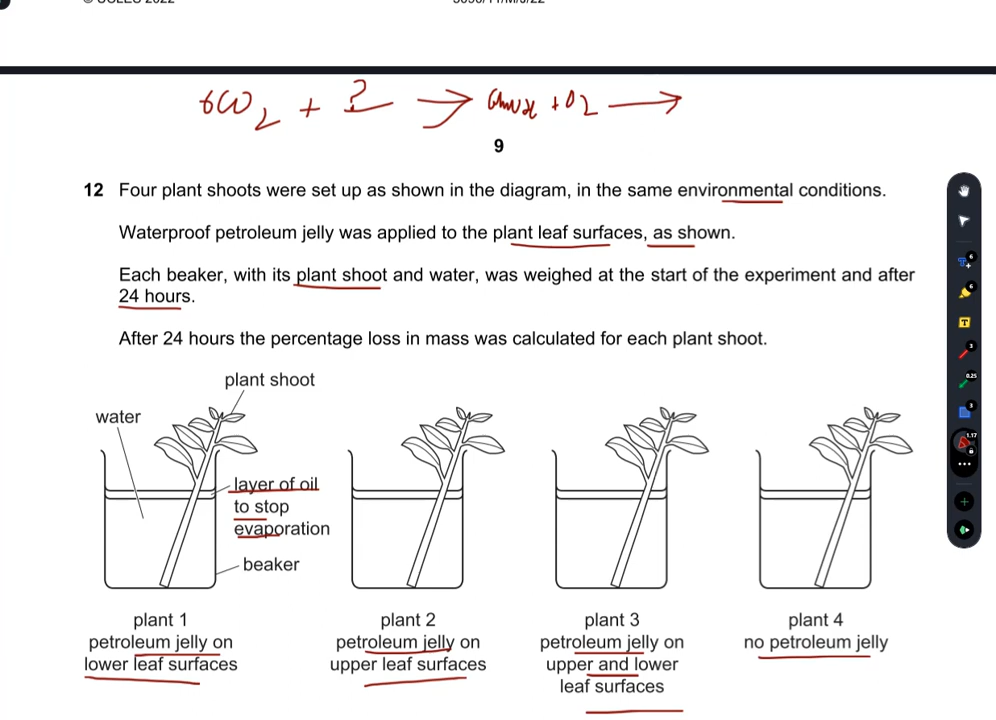 6CO2 + ? → + O2 →
9
12 Four plant shoots were set up as shown in the diagram, in the same environmental conditions.
Waterproof petroleum jelly was applied to the plant leaf surfaces, as shown.
Each beaker, with its plant shoot and water, was weighed at the start of the experiment and after
24 hours.
After 24 hours the percentage loss in mass was calculated for each plant shoot.
plant shoot
water
layer of oil
to stop
evaporation
beaker
plant 1
petroleum jelly on
lower leaf surfaces
plant 2
petroleum jelly on
upper leaf surfaces
plant 3
petroleum jelly on
upper and lower
leaf surfaces
plant 4
no petroleum jelly